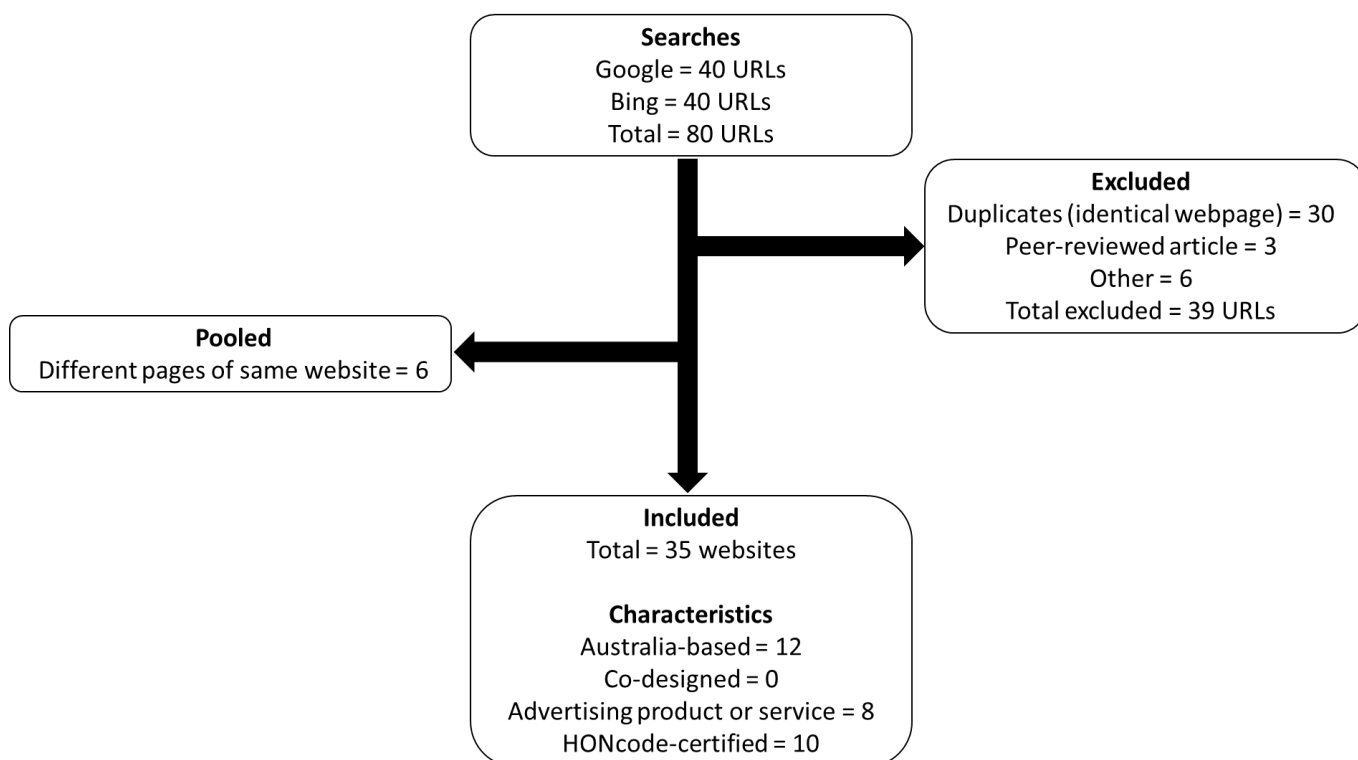 Searches
Google = 40 URLs
Bing = 40 URLs
Total = 80 URLs
Excluded
Duplicates (identical webpage) = 30
Peer-reviewed article = 3
Other = 6
Total excluded = 39 URLs
Pooled
Different pages of same website = 6
Included
Total = 35 websites
Characteristics
Australia-based = 12
Co-designed = 0
Advertising product or service = 8
HONcode-certified = 10